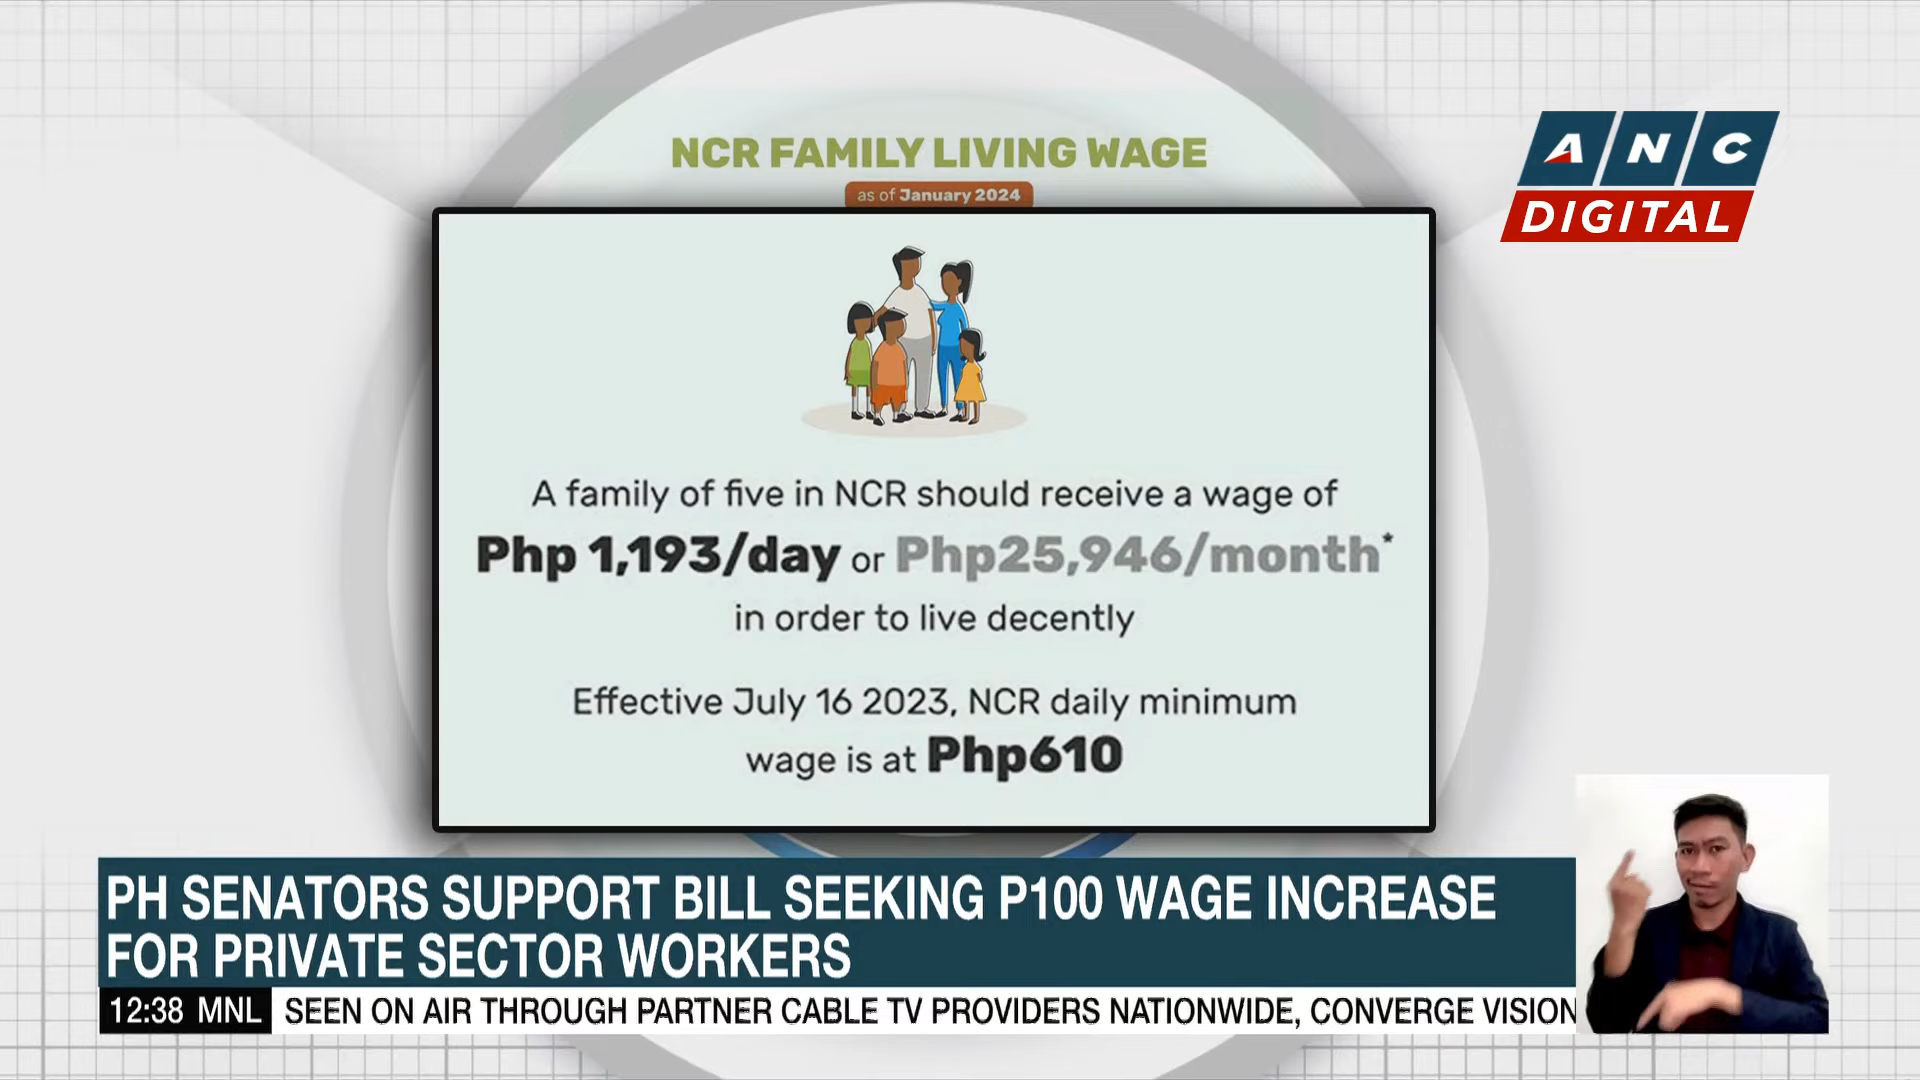 NCR FAMILY LIVING WAGE
as of January 2024
ANC
DIGITAL
A family of five in NCR should receive a wage of
Php 1,193/day or Php25,946/month*
in order to live decently
Effective July 16 2023, NCR daily minimum
wage is at Php610
PH SENATORS SUPPORT BILL SEEKING P100 WAGE INCREASE
FOR PRIVATE SECTOR WORKERS
12:38 MNL SEEN ON AIR THROUGH PARTNER CABLE TV PROVIDERS NATIONWIDE, CONVERGE VISION